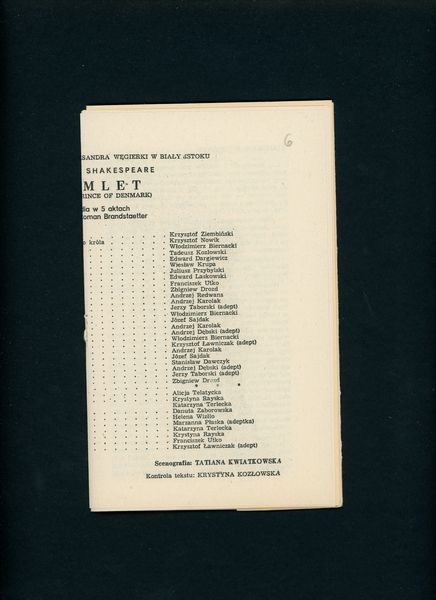 6
SANDRA WĘGIERKI W BIAŁYMSTOKU
SHAKESPEARE
MLET
RINCE OF DENMARK)
ia w 5 aktach
oman Brandstaetter
Krzysztof Ziembiński
o króla . . . . . . . . Krzysztof Nowik
Włodzimierz Biernacki
Tadeusz Kozłowski
Edward Dargiewicz
Wiesław Krupa
Juliusz Przybylski
Edward Laskowski
Franciszek Utko
Zbigniew Drozd
Andrzej Redwans
Andrzej Karolak
Jerzy Taborski (adept)
Włodzimierz Biernacki
Józef Sajdak
Andrzej Karolak
Andrzej Dębski (adept)
Włodzimierz Biernacki
Krzysztof Ławniczak (adept)
Andrzej Karolak
Józef Sajdak
Stanisław Dawczyk
Andrzej Dębski (adept)
Jerzy Taborski (adept)
Zbigniew Drozd
* * *
Alicja Telatycka
Krystyna Rayska
Katarzyna Terlecka
Danuta Zaborowska
Helena Wizło
Marzanna Płaska (adeptka)
Katarzyna Terlecka
Krystyna Rayska
Franciszek Utko
Krzysztof Ławniczak (adept)
Scenografia: TATIANA KWIATKOWSKA
Kontrola tekstu: KRYSTYNA KOZŁOWSKA